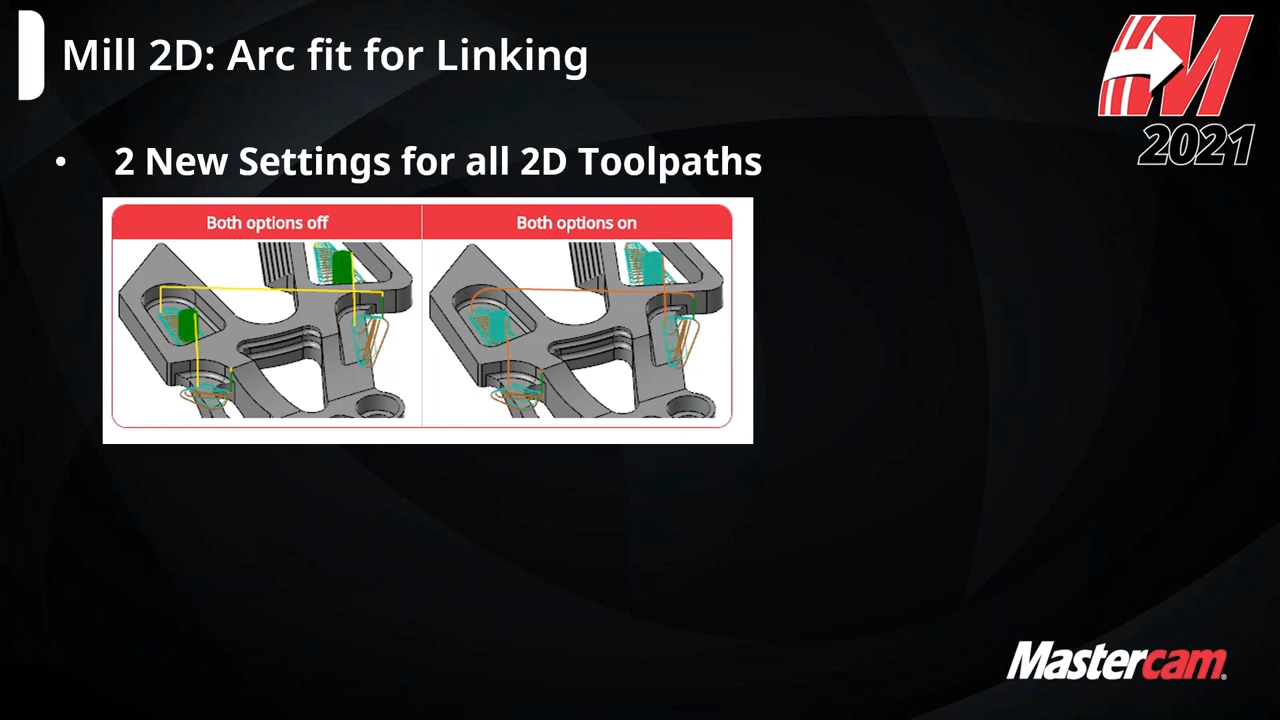 Mill 2D: Arc fit for Linking
2021
• 2 New Settings for all 2D Toolpaths
Both options off
Both options on
Mastercam